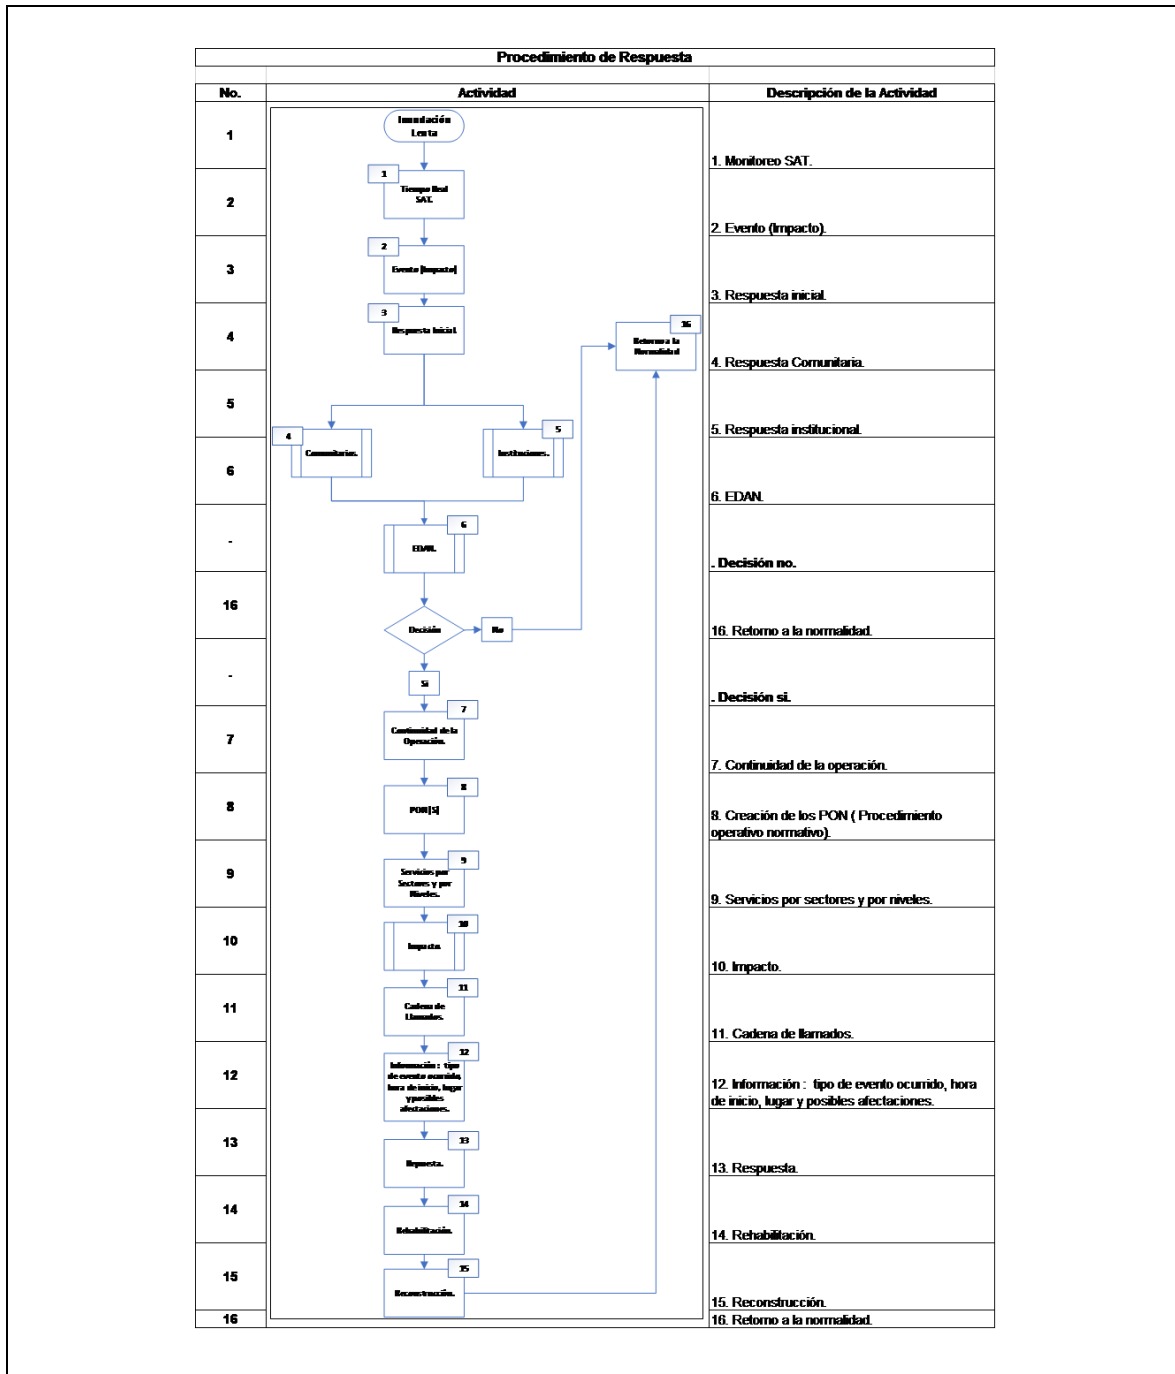 Procedimiento de Respuesta
No.
Actividad
Descripción de la Actividad
1
Inundación
Lenta
1. Monitoreo SAT.
2
1
Tiempo Real
SAT.
2. Evento (Impacto).
3
2
Evento (Impacto)
3. Respuesta inicial.
4
3
Respuesta Inicial.
16
Retorno a la
Normalidad
4. Respuesta Comunitaria.
5
5. Respuesta institucional.
6
4
Comunitarios.
5
Instituciones.
6. EDAN.
-
6
EDAN.
. Decisión no.
16
Decisión
No
16. Retorno a la normalidad.
-
Si
. Decisión si.
7
7
Continuidad de la
Operación.
7. Continuidad de la operación.
8
8
PON(S)
8. Creación de los PON ( Procedimiento
operativo normativo).
9
9
Servicios por
Sectores y por
Niveles.
9. Servicios por sectores y por niveles.
10
10
Impacto.
10. Impacto.
11
11
Cadena de
Llamados.
11. Cadena de llamados.
12
12
Información : tipo
de evento ocurrido,
hora de inicio, lugar
y posibles
afectaciones.
12. Información : tipo de evento ocurrido, hora
de inicio, lugar y posibles afectaciones.
13
13
Repuesta.
13. Respuesta.
14
14
Rehabilitación.
14. Rehabilitación.
15
15
Reconstrucción.
15. Reconstrucción.
16
16. Retorno a la normalidad.